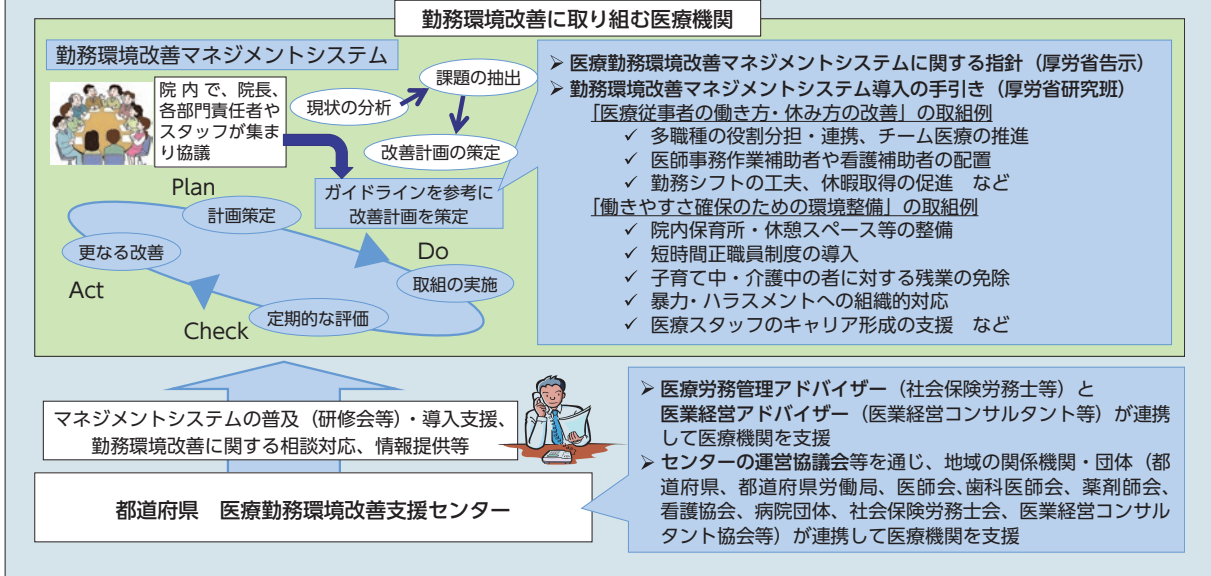 勤務環境改善に取り組む医療機関
勤務環境改善マネジメントシステム
院内で、院長、
各部門責任者や
スタッフが集ま
り協議
現状の分析
課題の抽出
改善計画の策定
ガイドラインを参考に
改善計画を策定
Plan
計画策定
Do
取組の実施
Check
定期的な評価
Act
更なる改善
➢ 医療勤務環境改善マネジメントシステムに関する指針（厚労省告示）
➢ 勤務環境改善マネジメントシステム導入の手引き（厚労省研究班）
「医療従事者の働き方・休み方の改善」の取組例
✓ 多職種の役割分担・連携、チーム医療の推進
✓ 医師事務作業補助者や看護補助者の配置
✓ 勤務シフトの工夫、休暇取得の促進　など
「働きやすさ確保のための環境整備」の取組例
✓ 院内保育所・休憩スペース等の整備
✓ 短時間正職員制度の導入
✓ 子育て中・介護中の者に対する残業の免除
✓ 暴力・ハラスメントへの組織的対応
✓ 医療スタッフのキャリア形成の支援　など
マネジメントシステムの普及（研修会等）・導入支援、
勤務環境改善に関する相談対応、情報提供等
都道府県　医療勤務環境改善支援センター
➢ 医療労務管理アドバイザー（社会保険労務士等）と
医業経営アドバイザー（医業経営コンサルタント等）が連携
して医療機関を支援
➢ センターの運営協議会等を通じ、地域の関係機関・団体（都
道府県、都道府県労働局、医師会、歯科医師会、薬剤師会、
看護協会、病院団体、社会保険労務士会、医業経営コンサル
タント協会等）が連携して医療機関を支援